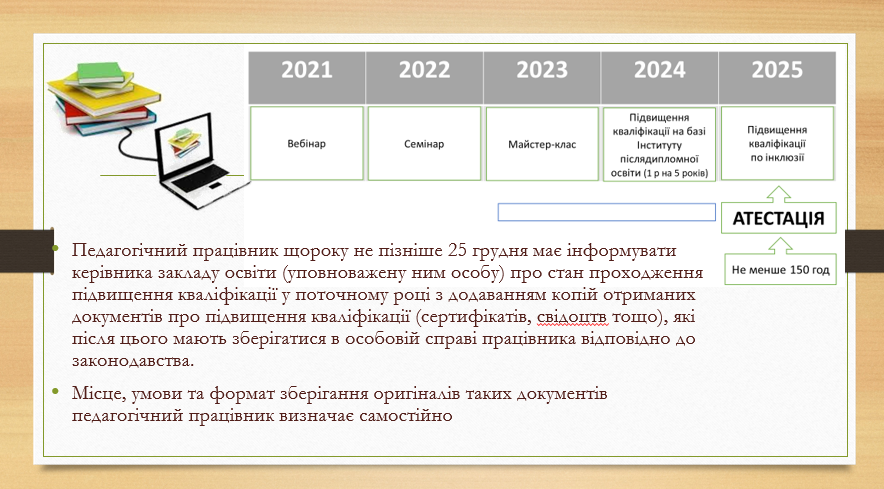 2021 2022 2023 2024 2025
Вебінар
Семінар
Майстер-клас
Підвищення
кваліфікації на базі
Інституту
післядипломної
освіти (1 р на 5 років)
Підвищення
кваліфікації
по інклюзії
АТЕСТАЦІЯ
Не менше 150 год
• Педагогічний працівник щороку не пізніше 25 грудня має інформувати
керівника закладу освіти (уповноважену ним особу) про стан проходження
підвищення кваліфікації у поточному році з додаванням копій отриманих
документів про підвищення кваліфікації (сертифікатів, свідоцтв тощо), які
після цього мають зберігатися в особовій справі працівника відповідно до
законодавства.
• Місце, умови та формат зберігання оригіналів таких документів
педагогічний працівник визначає самостійно